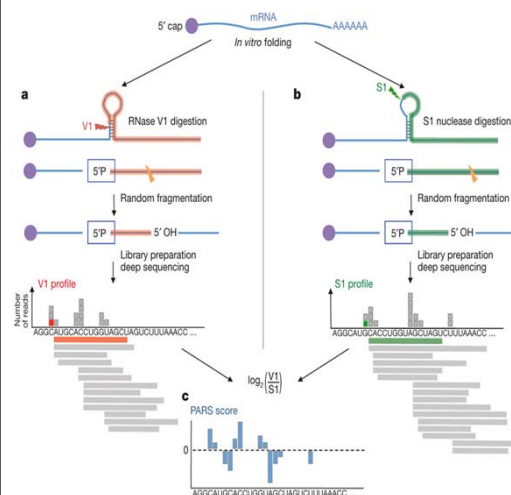 mRNA
5′ cap
AAAAAA
In vitro folding
a
V1
RNase V1 digestion
5′P
Random fragmentation
5′P
5′ OH
Library preparation
deep sequencing
V1 profile
Number
of reads
AGGCAUGCACCUGGUAGCUAGUCUUUAAACC ...
b
S1
S1 nuclease digestion
5′P
Random fragmentation
5′P
5′ OH
Library preparation
deep sequencing
S1 profile
AGGCAUGCACCUGGUAGCUAGUCUUUAAACC ...
log2(V1/S1)
c
PARS score
0
AGGCAUGCACCUGGUAGCUAGUCUUUAAACC ...